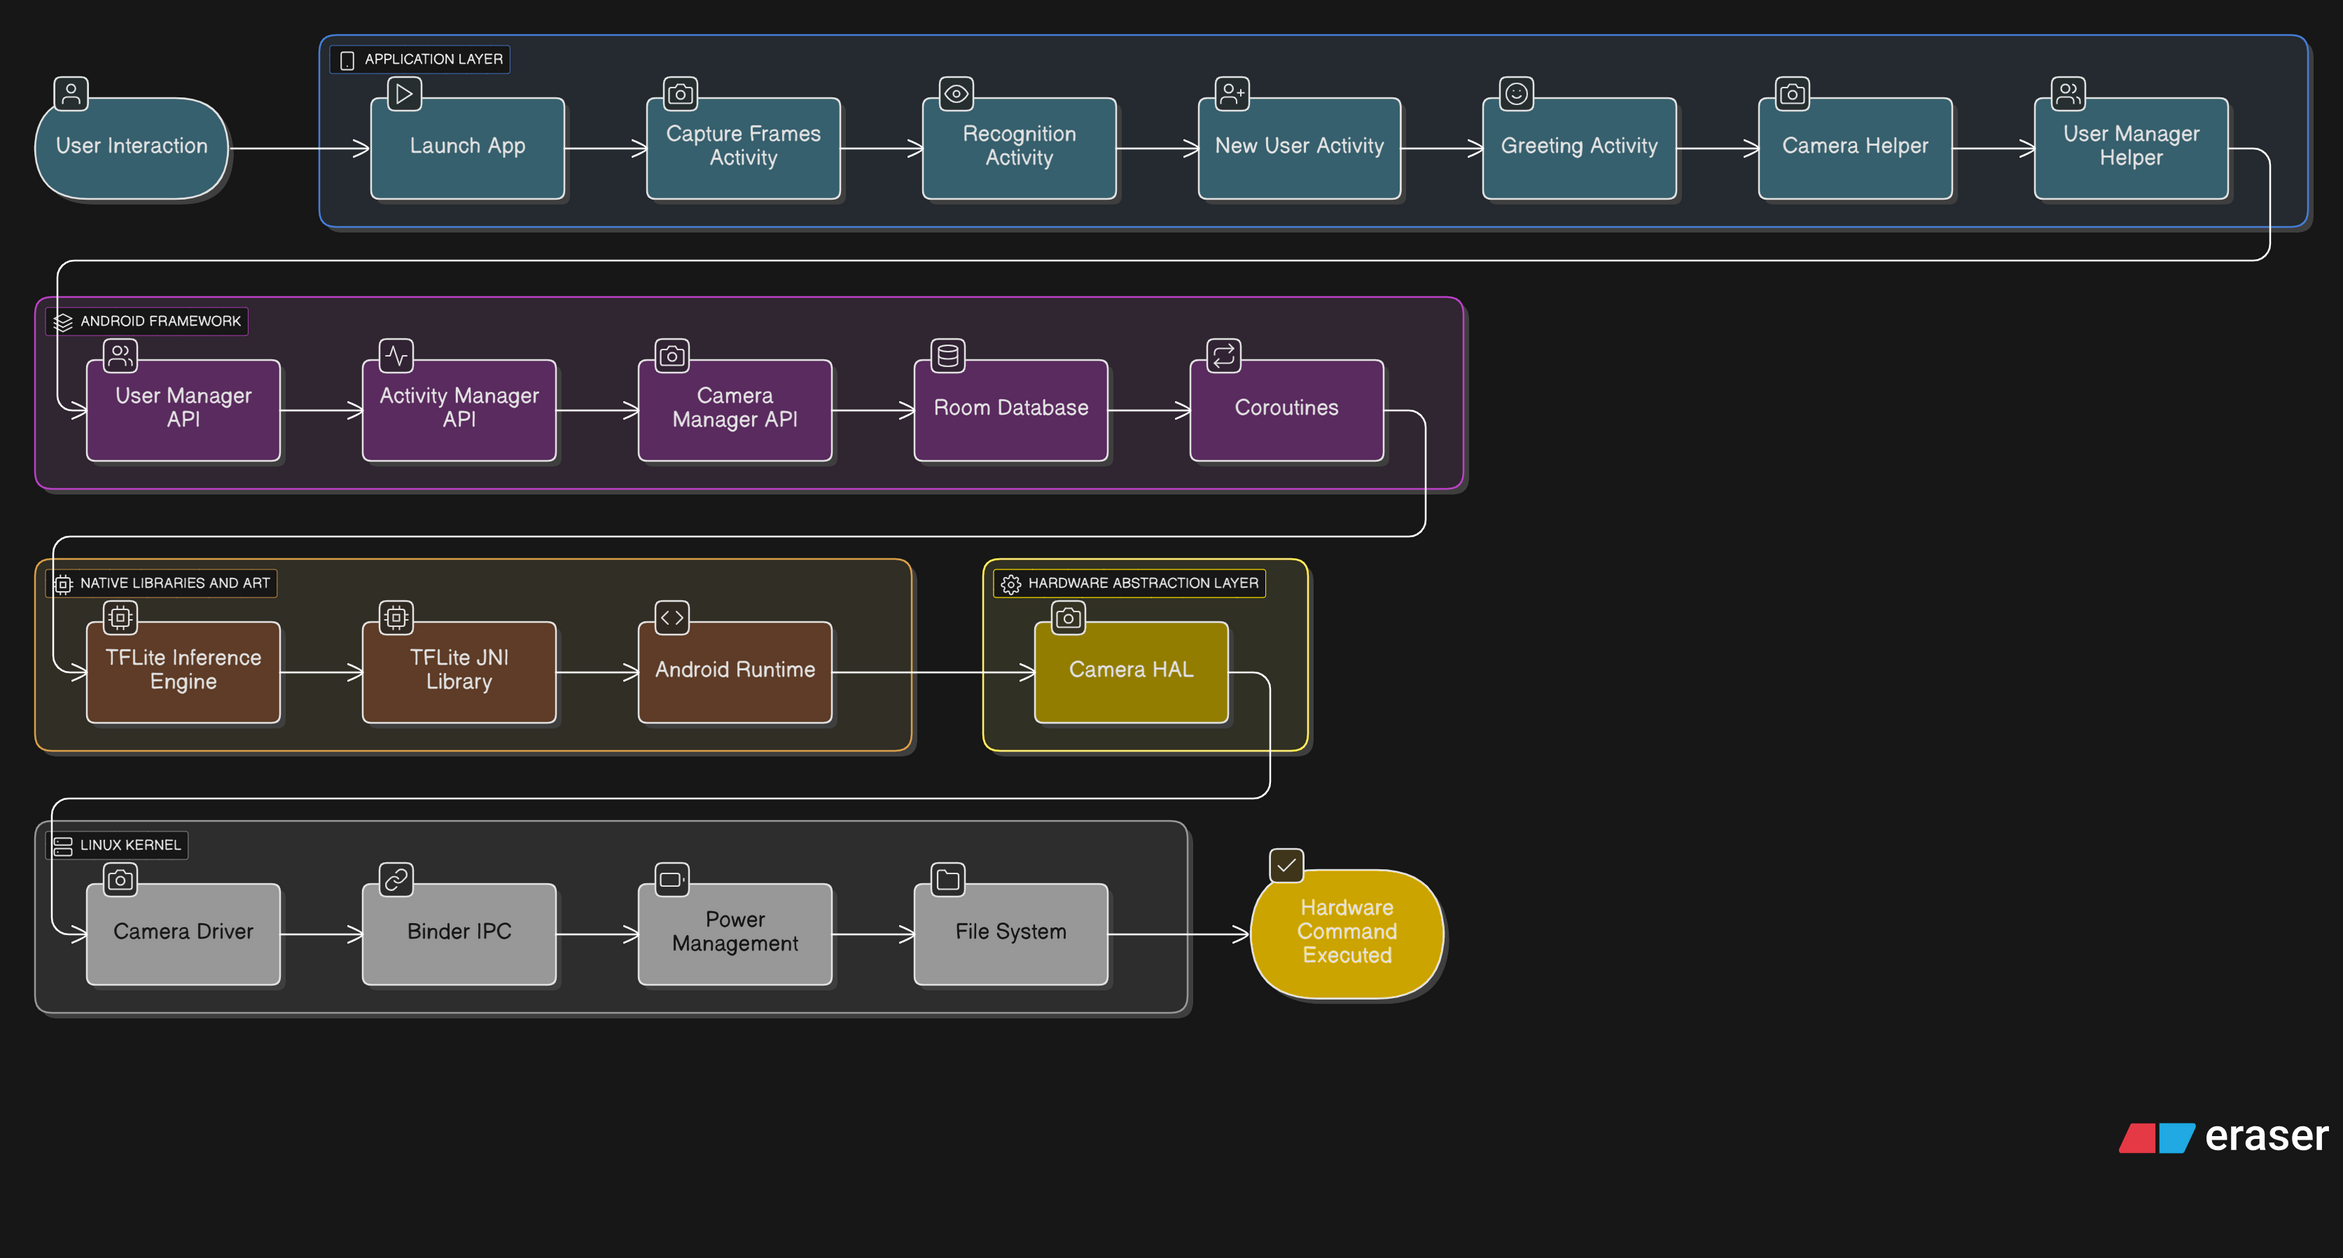 APPLICATION LAYER
User Interaction
Launch App
Capture Frames
Activity
Recognition
Activity
New User Activity
Greeting Activity
Camera Helper
User Manager
Helper
ANDROID FRAMEWORK
User Manager
API
Activity Manager
API
Camera
Manager API
Room Database
Coroutines
NATIVE LIBRARIES AND ART
TFLite Inference
Engine
TFLite JNI
Library
Android Runtime
HARDWARE ABSTRACTION LAYER
Camera HAL
LINUX KERNEL
Camera Driver
Binder IPC
Power
Management
File System
Hardware
Command
Executed
eraser